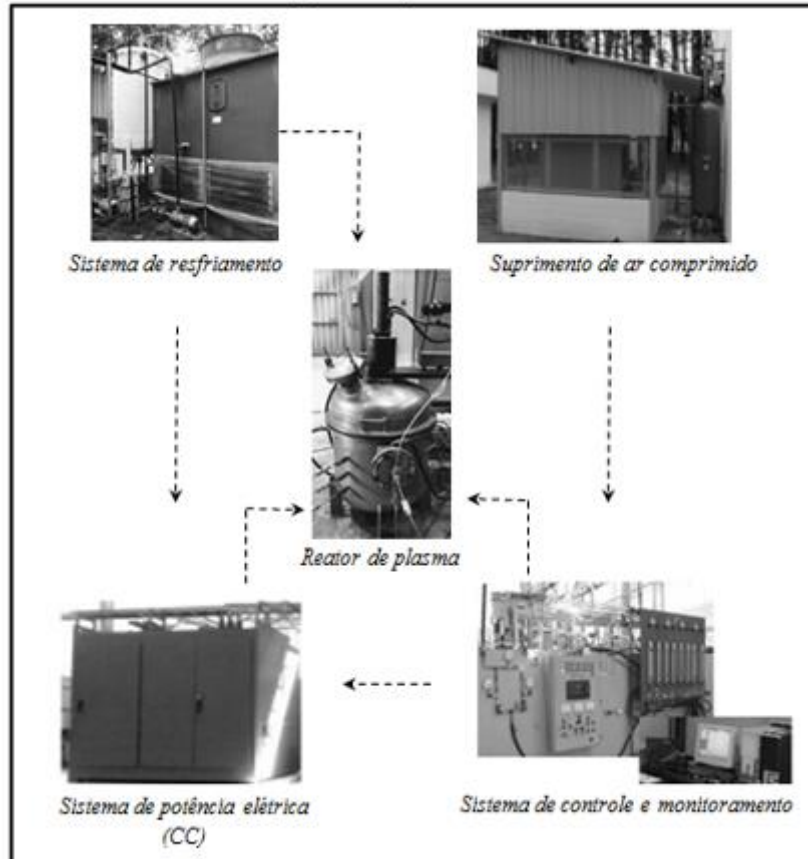 Sistema de resfriamento
Suprimento de ar comprimido
Reator de plasma
Sistema de potência elétrica
(CC)
Sistema de controle e monitoramento